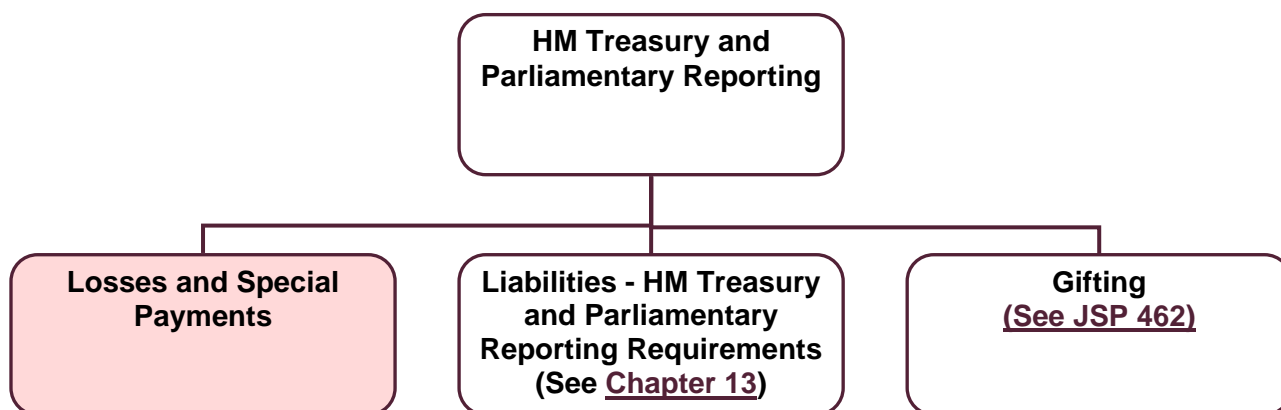 HM Treasury and
Parliamentary Reporting
Losses and Special
Payments
Liabilities - HM Treasury
and Parliamentary
Reporting Requirements
(See Chapter 13)
Gifting
(See JSP 462)